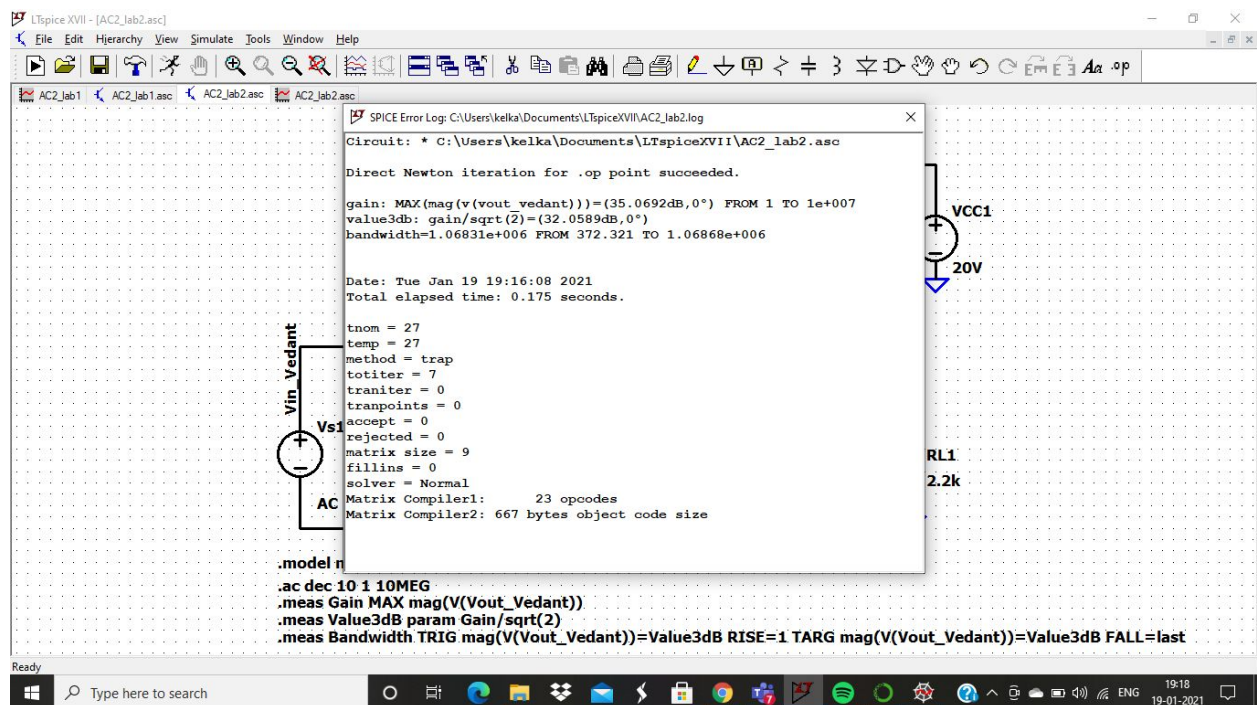 LTspice XVII - [AC2_lab2.asc]
File Edit Hierarchy View Simulate Tools Window Help
Aa .op
AC2_lab1 AC2_lab1.asc AC2_lab2.asc AC2_lab2.asc
SPICE Error Log: C:\Users\kelka\Documents\LTspiceXVII\AC2_lab2.log
Circuit: * C:\Users\kelka\Documents\LTspiceXVII\AC2_lab2.asc
Direct Newton iteration for .op point succeeded.
gain: MAX(mag(v(vout_vedant)))=(35.0692dB,0°) FROM 1 TO 1e+007
value3db: gain/sqrt(2)=(32.0589dB,0°)
bandwidth=1.06831e+006 FROM 372.321 TO 1.06868e+006
Date: Tue Jan 19 19:16:08 2021
Total elapsed time: 0.175 seconds.
tnom = 27
temp = 27
method = trap
totiter = 7
traniter = 0
tranpoints = 0
accept = 0
rejected = 0
matrix size = 9
fillins = 0
solver = Normal
Matrix Compiler1: 23 opcodes
Matrix Compiler2: 667 bytes object code size
VCC1
20V
Vin_Vedant
Vs1
AC
RL1
2.2k
.model n
.ac dec 10 1 10MEG
.meas Gain MAX mag(V(Vout_Vedant))
.meas Value3dB param Gain/sqrt(2)
.meas Bandwidth TRIG mag(V(Vout_Vedant))=Value3dB RISE=1 TARG mag(V(Vout_Vedant))=Value3dB FALL=last
Ready
Type here to search
ENG
19:18
19-01-2021